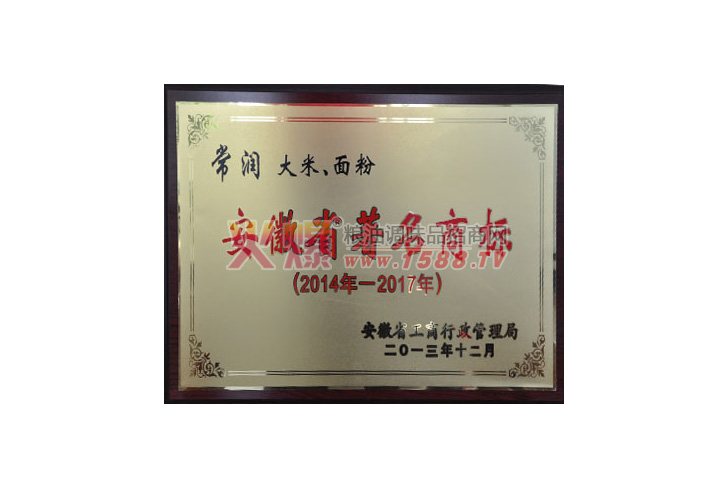 常润 大米、面粉
安徽省著名商标
火爆® 粮油调味品招商网
www.1588.TV
(2014年－2017年)
安徽省工商行政管理局
二〇一三年十二月